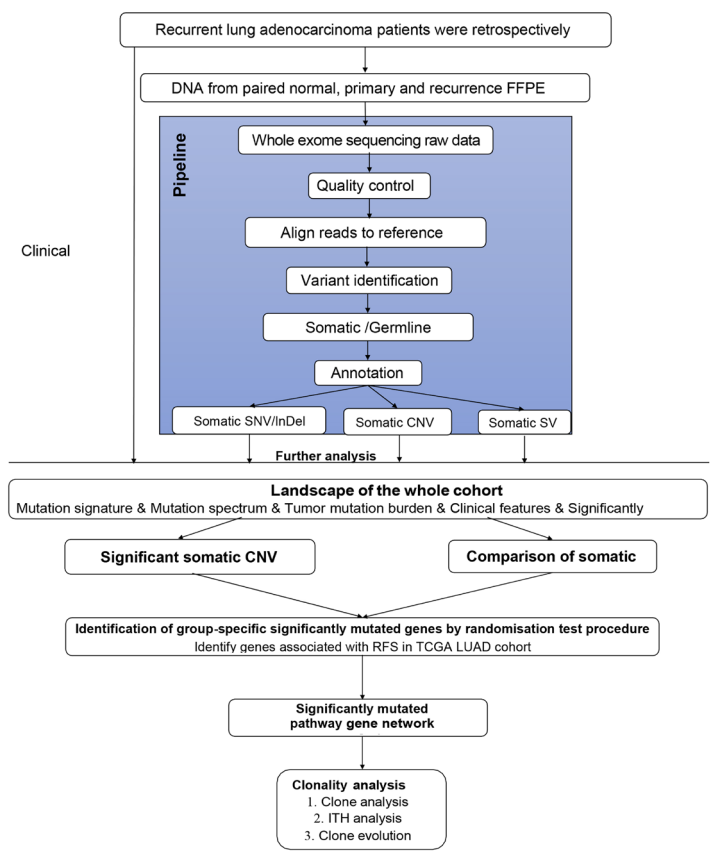 Recurrent lung adenocarcinoma patients were retrospectively
DNA from paired normal, primary and recurrence FFPE
Pipeline
Whole exome sequencing raw data
Quality control
Align reads to reference
Clinical
Variant identification
Somatic /Germline
Annotation
Somatic SNV/InDel
Somatic CNV
Somatic SV
Further analysis
Landscape of the whole cohort
Mutation signature & Mutation spectrum & Tumor mutation burden & Clinical features & Significantly
Significant somatic CNV
Comparison of somatic
Identification of group-specific significantly mutated genes by randomisation test procedure
Identify genes associated with RFS in TCGA LUAD cohort
Significantly mutated
pathway gene network
Clonality analysis
1. Clone analysis
2. ITH analysis
3. Clone evolution